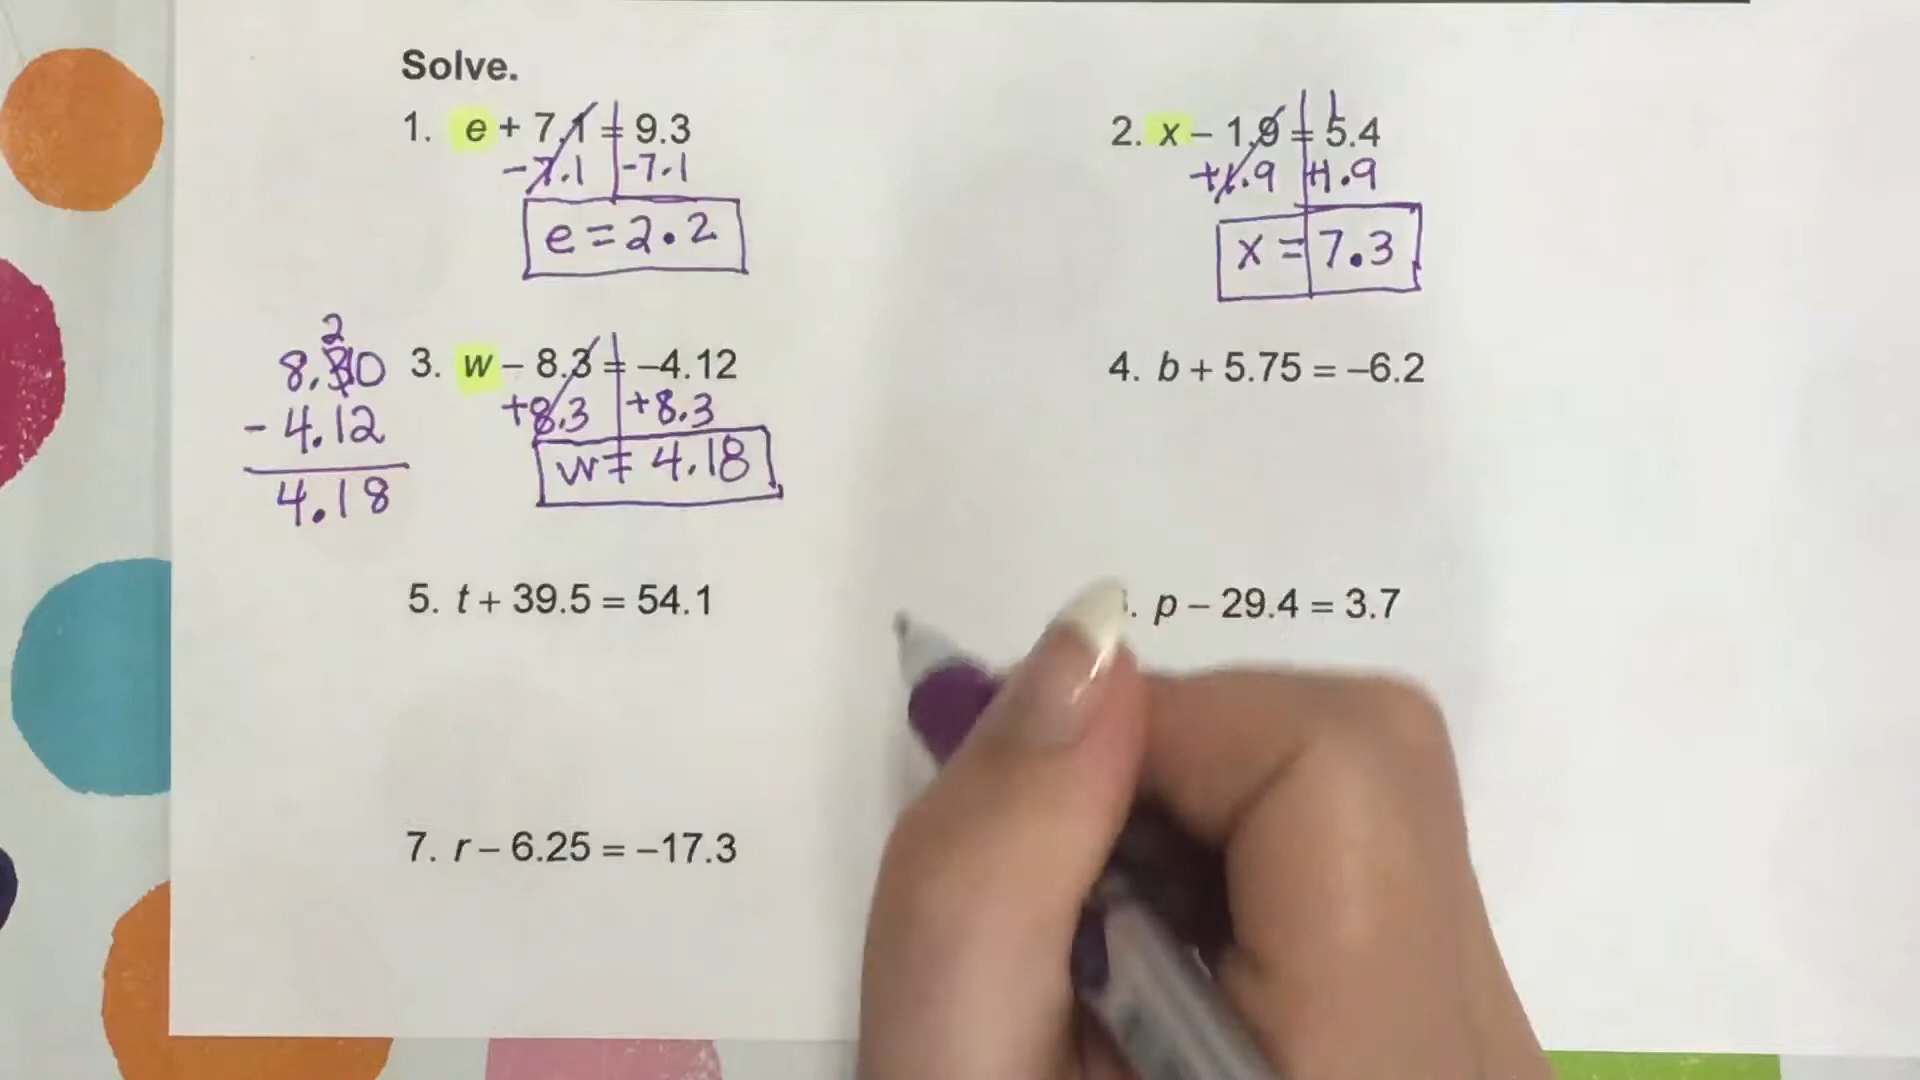 Solve.
1. e + 7.1 = 9.3
-7.1 -7.1
e = 2.2
2. x – 1.9 = 5.4
1
+1.9 +1.9
x = 7.3
3. w – 8.3 = –4.12
+8.3 +8.3
w = 4.18
2
8.310
- 4.12
4.18
4. b + 5.75 = –6.2
5. t + 39.5 = 54.1
. p – 29.4 = 3.7
7. r – 6.25 = –17.3